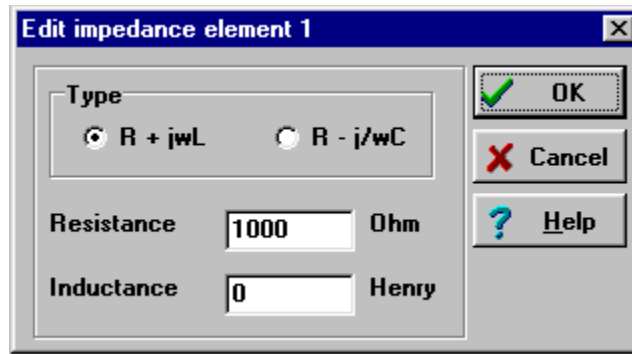 Edit impedance element 1
Type
R + jwL
R - j/wC
Resistance 1000 Ohm
Inductance 0 Henry
OK
Cancel
? Help